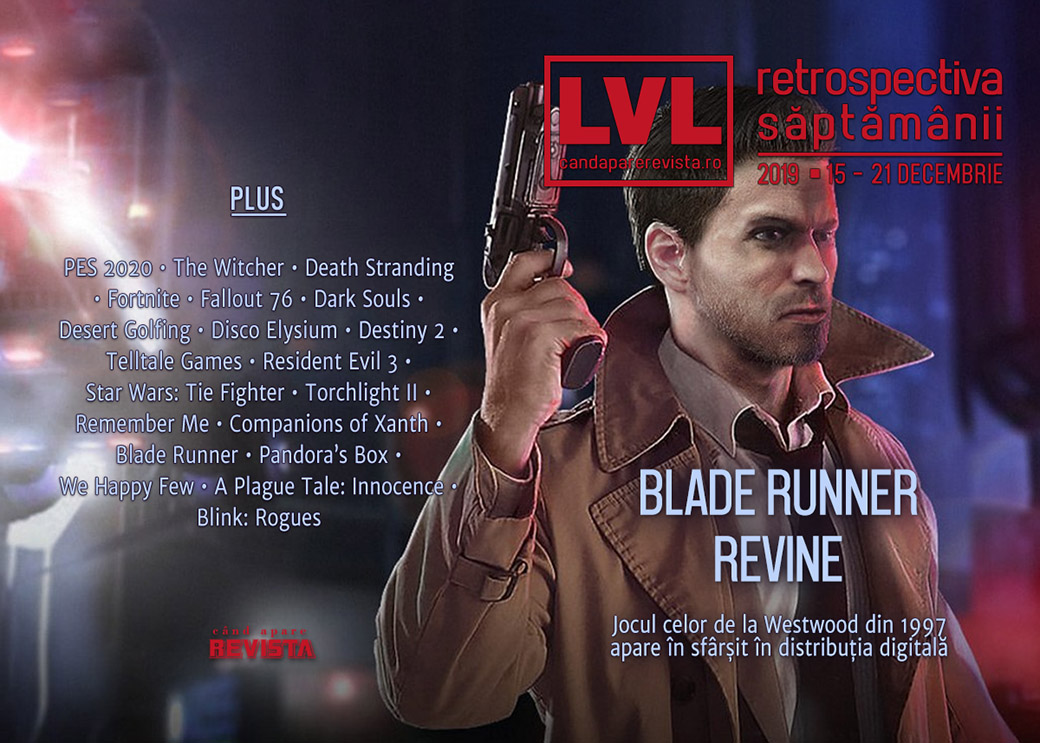 LVL
candaparerevista.ro
retrospectiva
săptămânii
2019 ▪ 15 - 21 DECEMBRIE
PLUS
PES 2020 • The Witcher • Death Stranding
• Fortnite • Fallout 76 • Dark Souls •
Desert Golfing • Disco Elysium • Destiny 2 •
Telltale Games • Resident Evil 3 •
Star Wars: Tie Fighter • Torchlight II •
Remember Me • Companions of Xanth •
Blade Runner • Pandora's Box •
We Happy Few • A Plague Tale: Innocence •
Blink: Rogues
când apare
REVISTA
BLADE RUNNER
REVINE
Jocul celor de la Westwood din 1997
apare în sfârșit în distribuția digitală